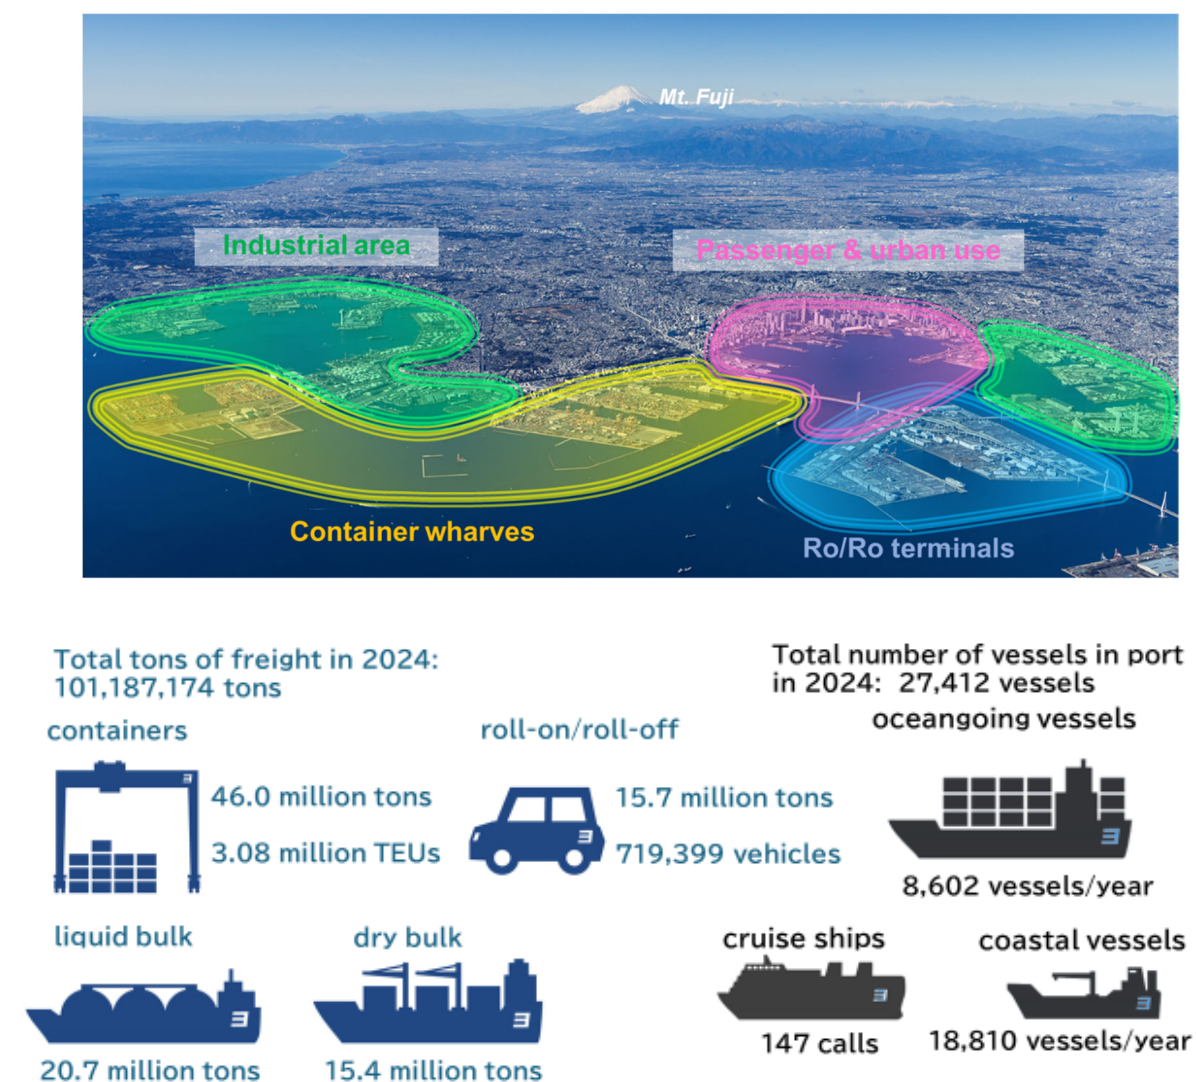 Mt. Fuji
Industrial area
Passenger & urban use
Container wharves
Ro/Ro terminals
Total tons of freight in 2024:
101,187,174 tons
containers
46.0 million tons
3.08 million TEUs
roll-on/roll-off
15.7 million tons
719,399 vehicles
liquid bulk
20.7 million tons
dry bulk
15.4 million tons
Total number of vessels in port
in 2024: 27,412 vessels
oceangoing vessels
8,602 vessels/year
cruise ships
147 calls
coastal vessels
18,810 vessels/year